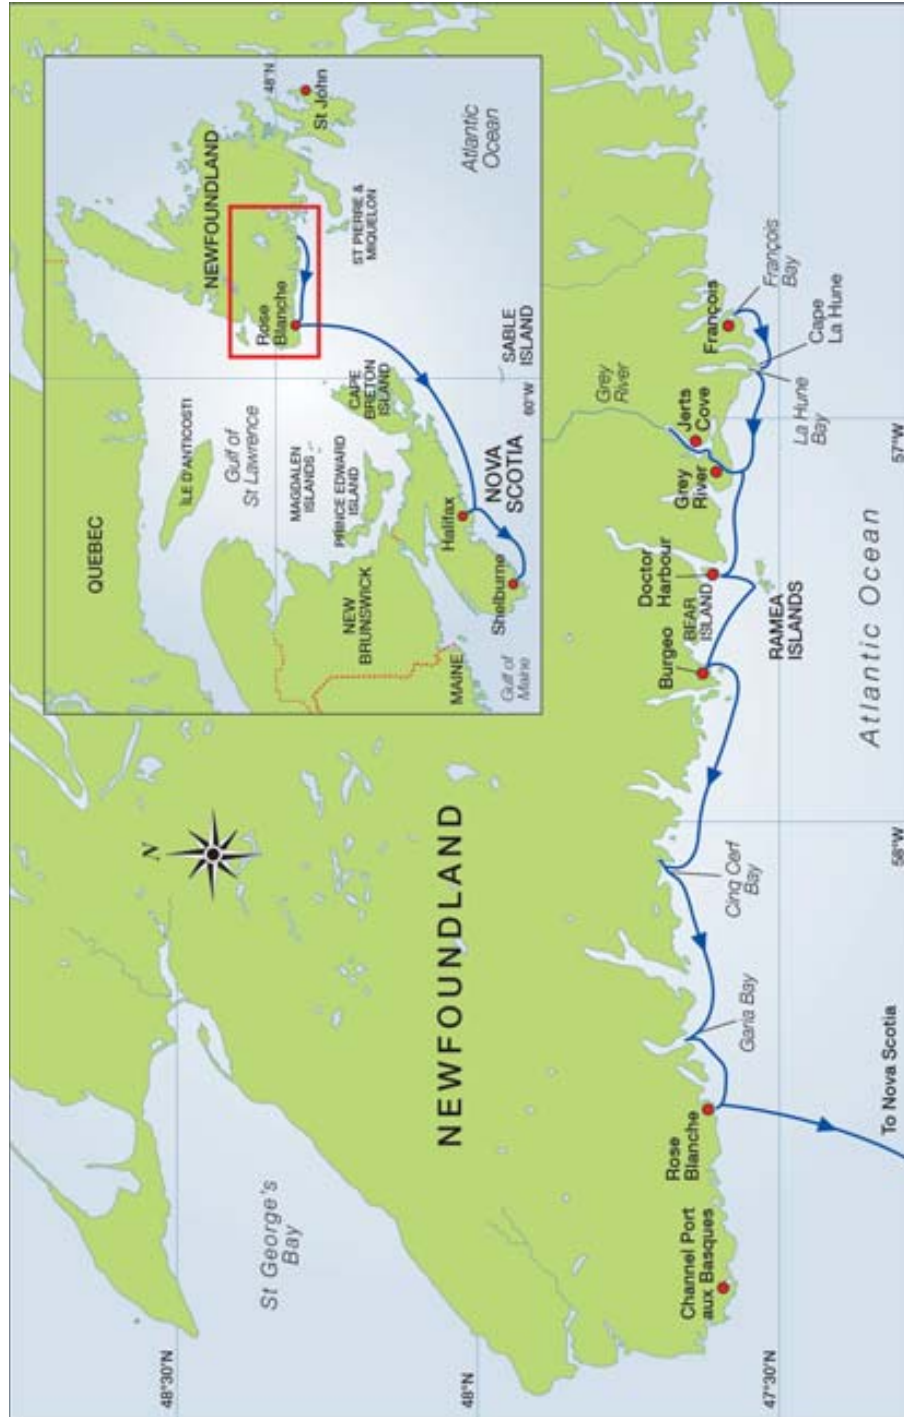 48°N
St John
NEWFOUNDLAND
Atlantic
Ocean
ST PIERRE &
MIQUELON
Rose
Blanche
SABLE
ISLAND
60°W
CAPE
BRETON
ISLAND
ÎLE D'ANTICOSTI
Gulf of
St Lawrence
MAGDALEN
ISLANDS
PRINCE EDWARD
ISLAND
NOVA
SCOTIA
Halifax
QUEBEC
NEW
BRUNSWICK
Shelburne
MAINE
Gulf of
Maine
N
NEWFOUNDLAND
St George's
Bay
48°30'N
48°N
47°30'N
François
François
Bay
Cape
La Hune
La Hune
Bay
Grey
River
Jerts
Cove
Grey
River
57°W
Doctor
Harbour
BEAR
ISLAND
RAMEA
ISLANDS
Burgeo
Atlantic Ocean
58°W
Cinq Cerf
Bay
Garia Bay
Rose
Blanche
To Nova Scotia
Channel Port
aux Basques